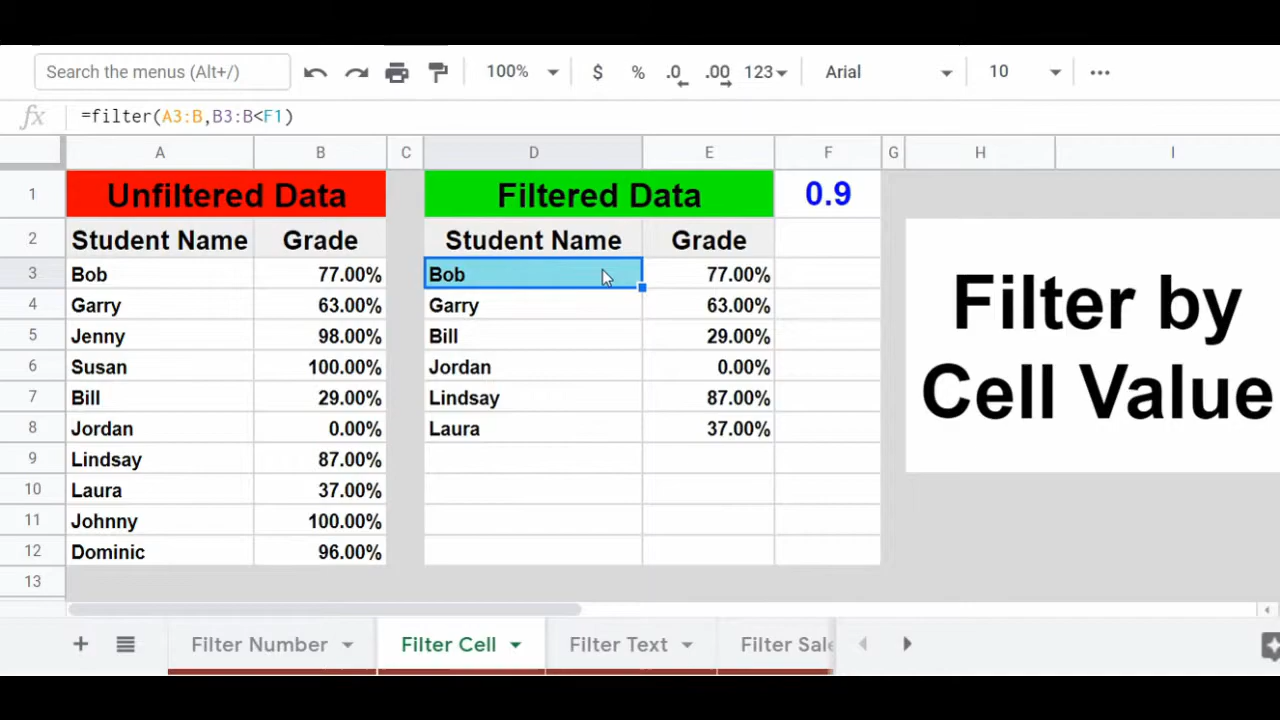 Search the menus (Alt+/) 100% $ % .0 .00 123 Arial 10
fx =filter(A3:B,B3:B<F1)
A B C D E F G H I
1 Unfiltered Data Filtered Data 0.9
2 Student Name Grade Student Name Grade
3 Bob 77.00% Bob 77.00%
4 Garry 63.00% Garry 63.00%
5 Jenny 98.00% Bill 29.00%
6 Susan 100.00% Jordan 0.00%
7 Bill 29.00% Lindsay 87.00%
8 Jordan 0.00% Laura 37.00%
9 Lindsay 87.00%
10 Laura 37.00%
11 Johnny 100.00%
12 Dominic 96.00%
13
Filter by
Cell Value
Filter Number Filter Cell Filter Text Filter Sale